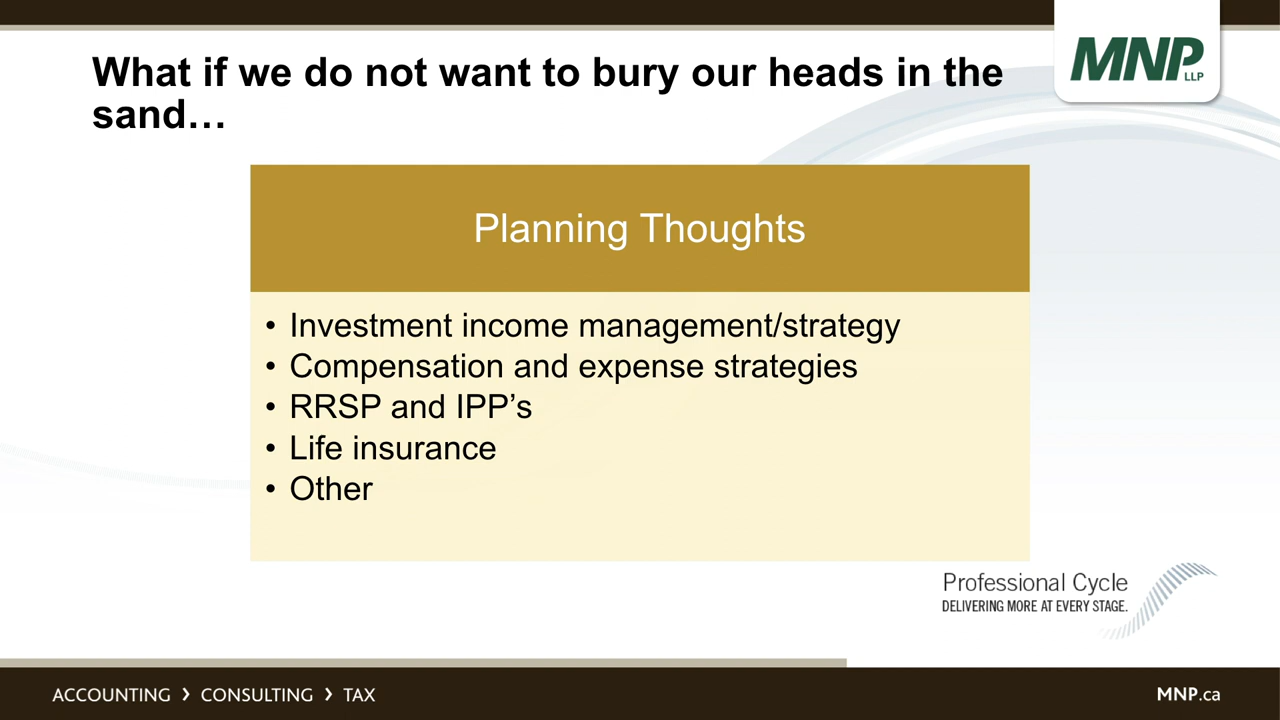 What if we do not want to bury our heads in the
sand…
MNP
LLP
Planning Thoughts
• Investment income management/strategy
• Compensation and expense strategies
• RRSP and IPP’s
• Life insurance
• Other
Professional Cycle
DELIVERING MORE AT EVERY STAGE.
ACCOUNTING › CONSULTING › TAX
MNP.ca